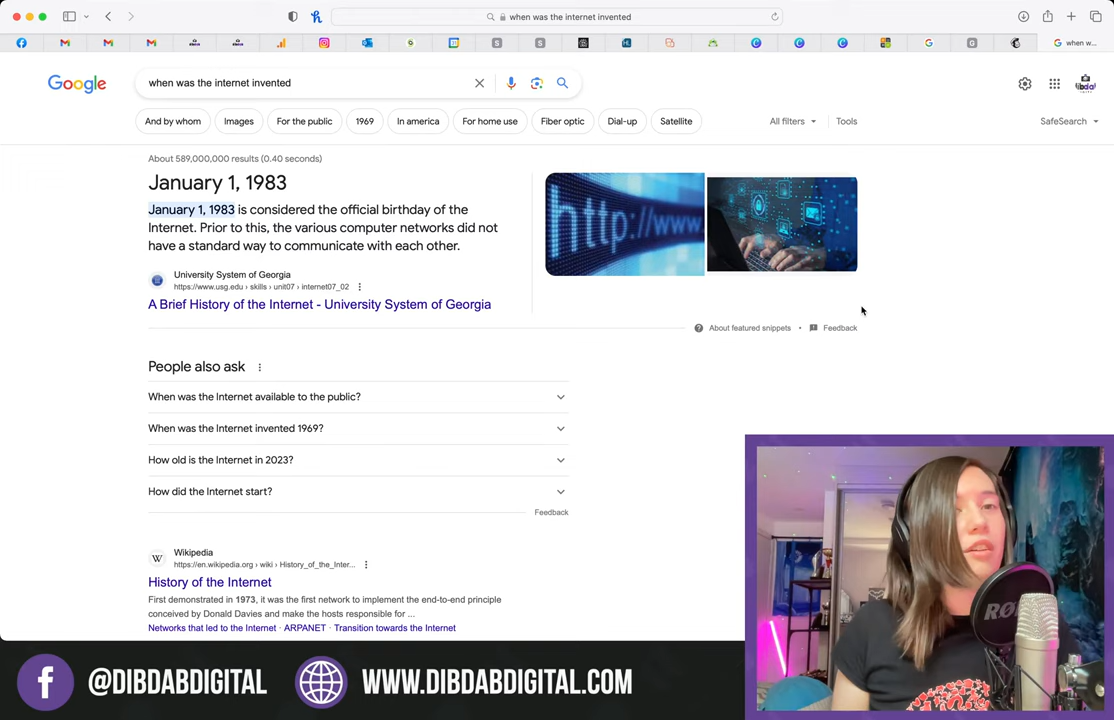 when was the internet invented
when w...
Google
when was the internet invented
And by whom
Images
For the public
1969
In america
For home use
Fiber optic
Dial-up
Satellite
All filters
Tools
SafeSearch
About 589,000,000 results (0.40 seconds)
January 1, 1983
January 1, 1983 is considered the official birthday of the
Internet. Prior to this, the various computer networks did not
have a standard way to communicate with each other.
http://www
University System of Georgia
https://www.usg.edu › skills › unit07 › internet07_02
A Brief History of the Internet - University System of Georgia
About featured snippets • Feedback
People also ask
When was the Internet available to the public?
When was the Internet invented 1969?
How old is the Internet in 2023?
How did the Internet start?
Feedback
W
Wikipedia
https://en.wikipedia.org › wiki › History_of_the_Inter...
History of the Internet
First demonstrated in 1973, it was the first network to implement the end-to-end principle
conceived by Donald Davies and make the hosts responsible for ...
Networks that led to the Internet · ARPANET · Transition towards the Internet
RØDE
f
@DIBDABDIGITAL
WWW.DIBDABDIGITAL.COM